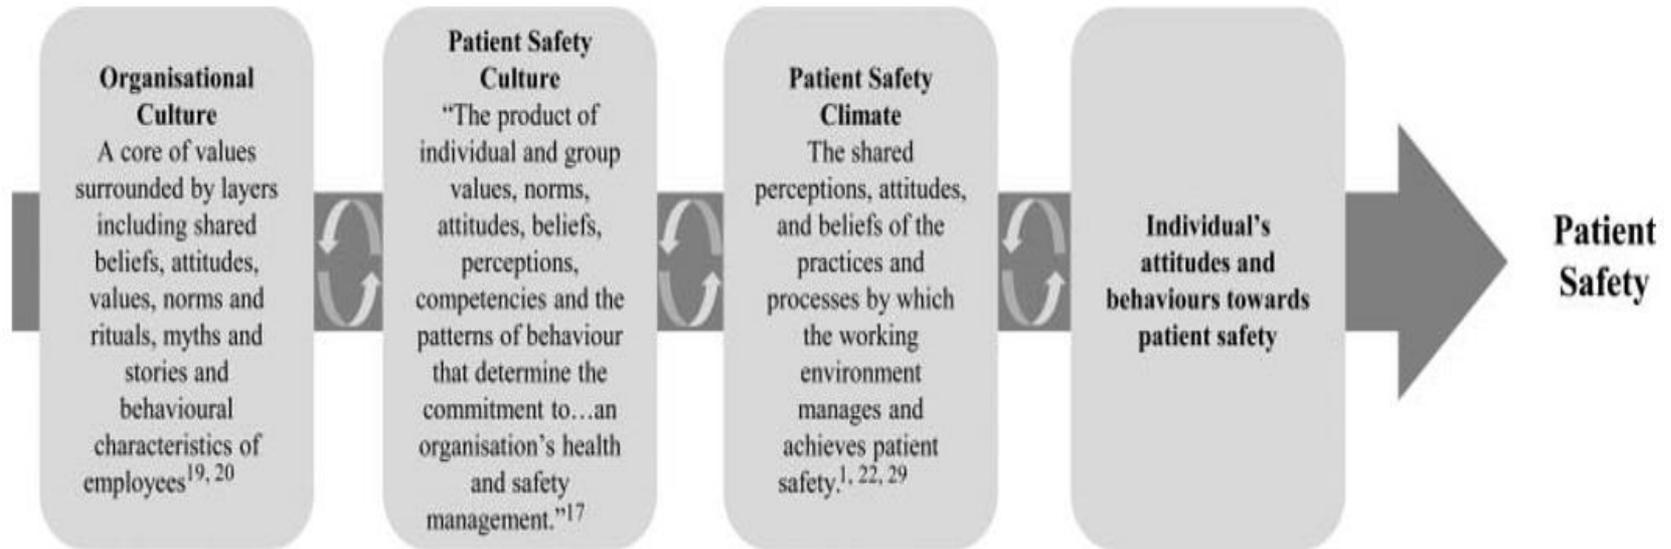 Organisational
Culture
A core of values
surrounded by layers
including shared
beliefs, attitudes,
values, norms and
rituals, myths and
stories and
behavioural
characteristics of
employees19, 20
Patient Safety
Culture
“The product of
individual and group
values, norms,
attitudes, beliefs,
perceptions,
competencies and the
patterns of behaviour
that determine the
commitment to…an
organisation’s health
and safety
management.”17
Patient Safety
Climate
The shared
perceptions, attitudes,
and beliefs of the
practices and
processes by which
the working
environment
manages and
achieves patient
safety.1, 22, 29
Individual’s
attitudes and
behaviours towards
patient safety
Patient
Safety